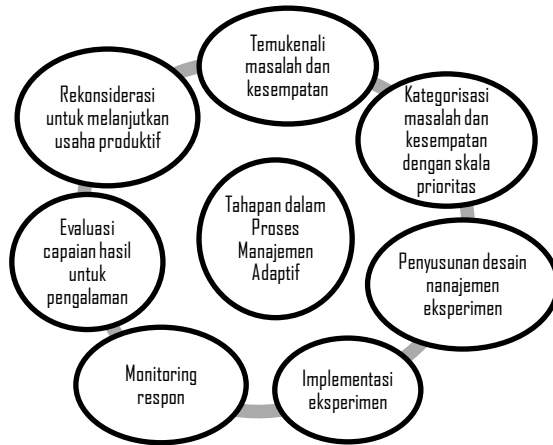 Temukenali
masalah dan
kesempatan
Kategorisasi
masalah dan
kesempatan
dengan skala
prioritas
Penyusunan desain
nanajemen
eksperimen
Implementasi
eksperimen
Monitoring
respon
Evaluasi
capaian hasil
untuk
pengalaman
Rekonsiderasi
untuk melanjutkan
usaha produktif
Tahapan dalam
Proses
Manajemen
Adaptif